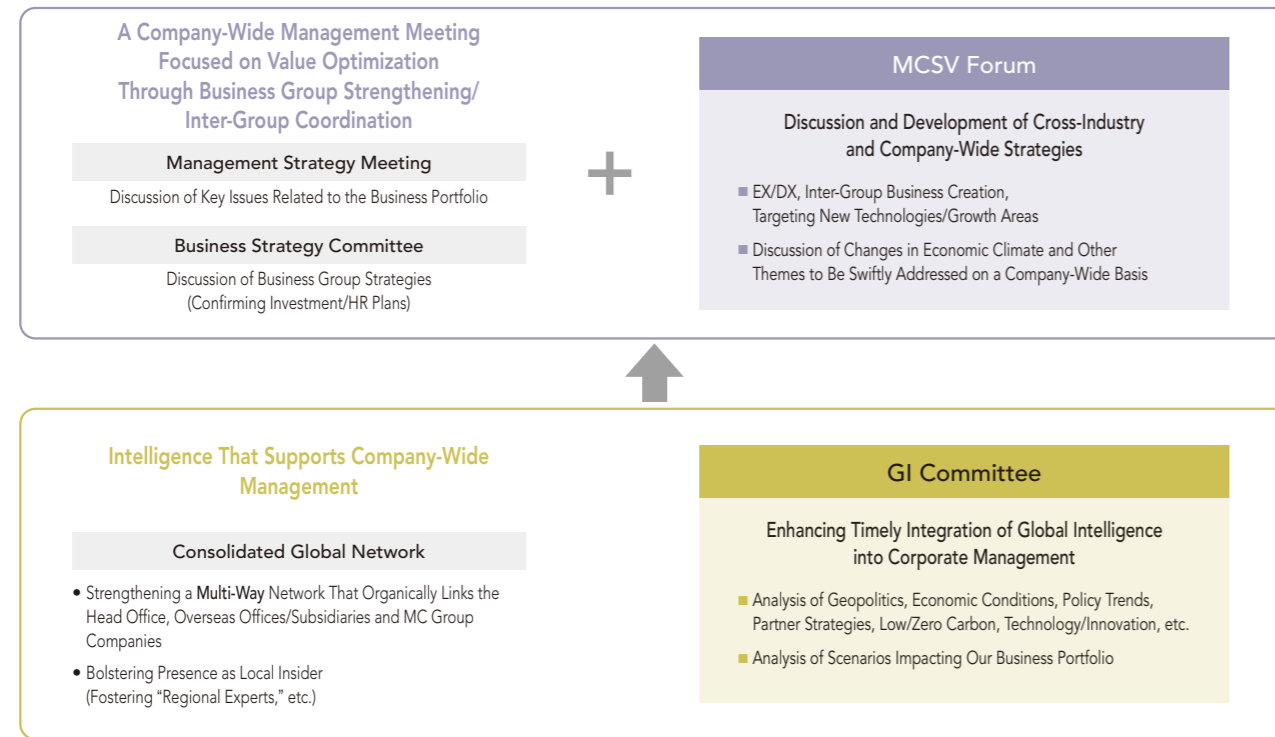 A Company-Wide Management Meeting
Focused on Value Optimization
Through Business Group Strengthening/
Inter-Group Coordination
Management Strategy Meeting
Discussion of Key Issues Related to the Business Portfolio
Business Strategy Committee
Discussion of Business Group Strategies
(Confirming Investment/HR Plans)
+
MCSV Forum
Discussion and Development of Cross-Industry
and Company-Wide Strategies
■ EX/DX, Inter-Group Business Creation,
Targeting New Technologies/Growth Areas
■ Discussion of Changes in Economic Climate and Other
Themes to Be Swiftly Addressed on a Company-Wide Basis
Intelligence That Supports Company-Wide
Management
Consolidated Global Network
• Strengthening a Multi-Way Network That Organically Links the
Head Office, Overseas Offices/Subsidiaries and MC Group
Companies
• Bolstering Presence as Local Insider
(Fostering “Regional Experts,” etc.)
GI Committee
Enhancing Timely Integration of Global Intelligence
into Corporate Management
■ Analysis of Geopolitics, Economic Conditions, Policy Trends,
Partner Strategies, Low/Zero Carbon, Technology/Innovation, etc.
■ Analysis of Scenarios Impacting Our Business Portfolio